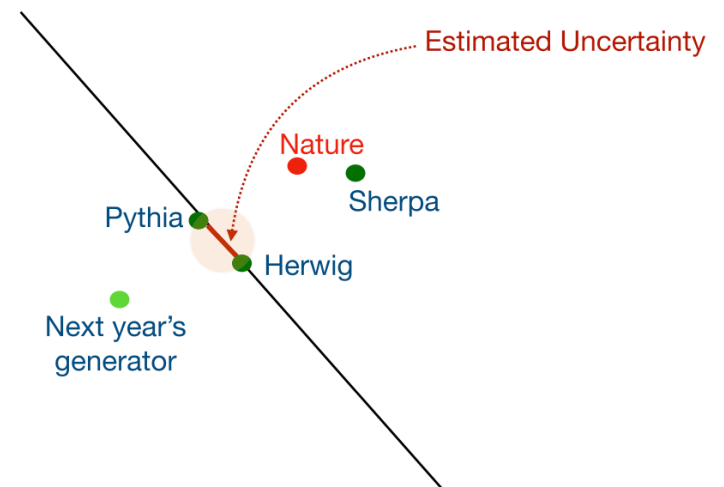 Estimated Uncertainty
Nature
Sherpa
Pythia
Herwig
Next year's
generator